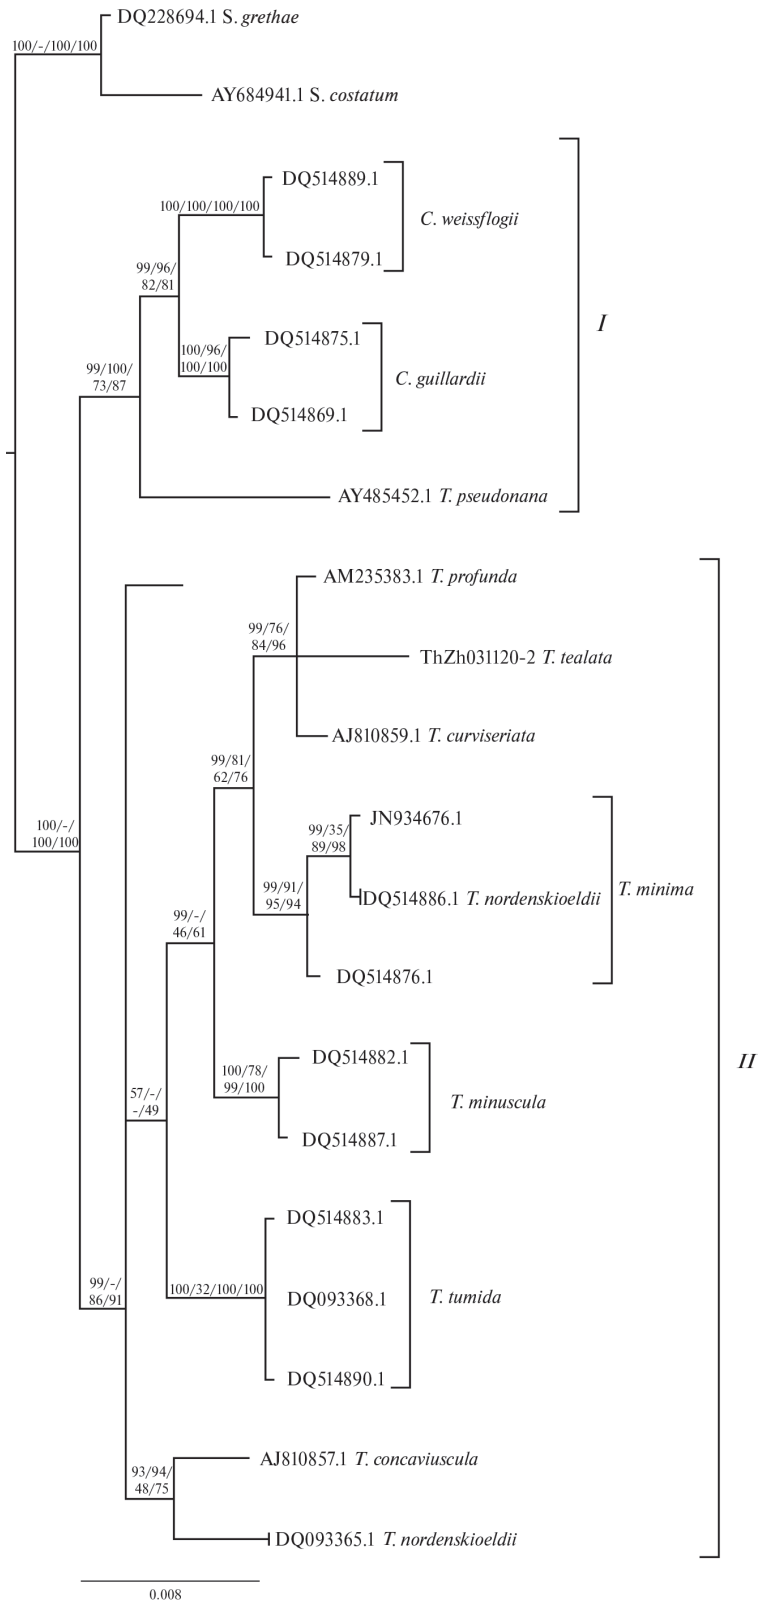 DQ228694.1 S. grethae
100/-/100/100
AY684941.1 S. costatum
DQ514889.1
100/100/100/100
C. weissflogii
DQ514879.1
99/96/
82/81
I
DQ514875.1
100/96/
100/100
C. guillardii
99/100/
73/87
DQ514869.1
AY485452.1 T. pseudonana
AM235383.1 T. profunda
99/76/
84/96
ThZh031120-2 T. tealata
AJ810859.1 T. curviseriata
99/81/
62/76
JN934676.1
99/35/
89/98
100/-/
100/100
99/91/
95/94
T. minima
DQ514886.1 T. nordenskioeldii
99/-/
46/61
DQ514876.1
DQ514882.1
II
100/78/
99/100
57/-/
-/49
T. minuscula
DQ514887.1
DQ514883.1
99/-/
86/91
100/32/100/100
DQ093368.1
T. tumida
DQ514890.1
AJ810857.1 T. concaviuscula
93/94/
48/75
DQ093365.1 T. nordenskioeldii
0.008